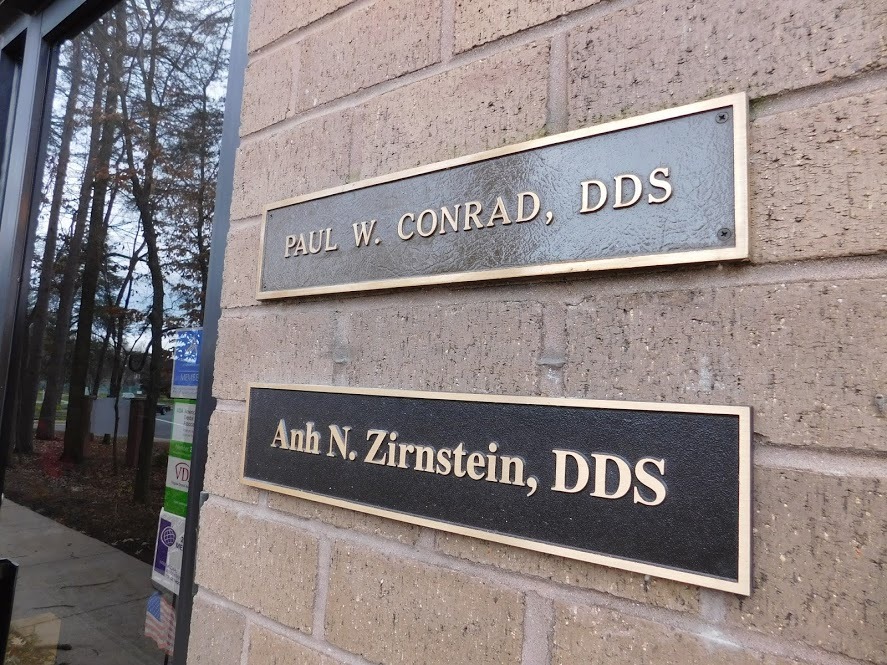 PAUL W. CONRAD, DDS
Anh N. Zirnstein, DDS